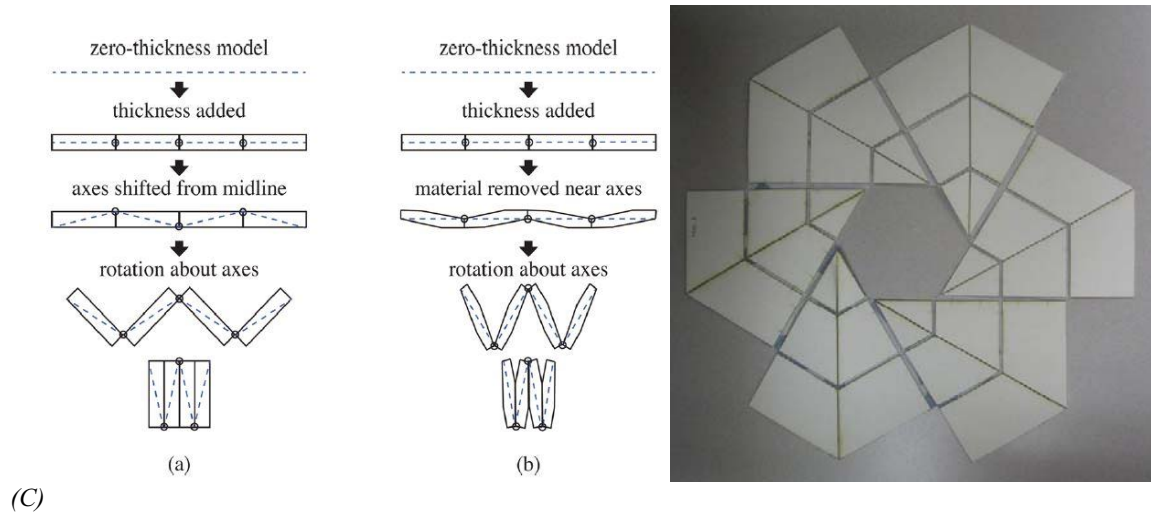 zero-thickness model
thickness added
axes shifted from midline
rotation about axes
(a)
zero-thickness model
thickness added
material removed near axes
rotation about axes
(b)
(C)